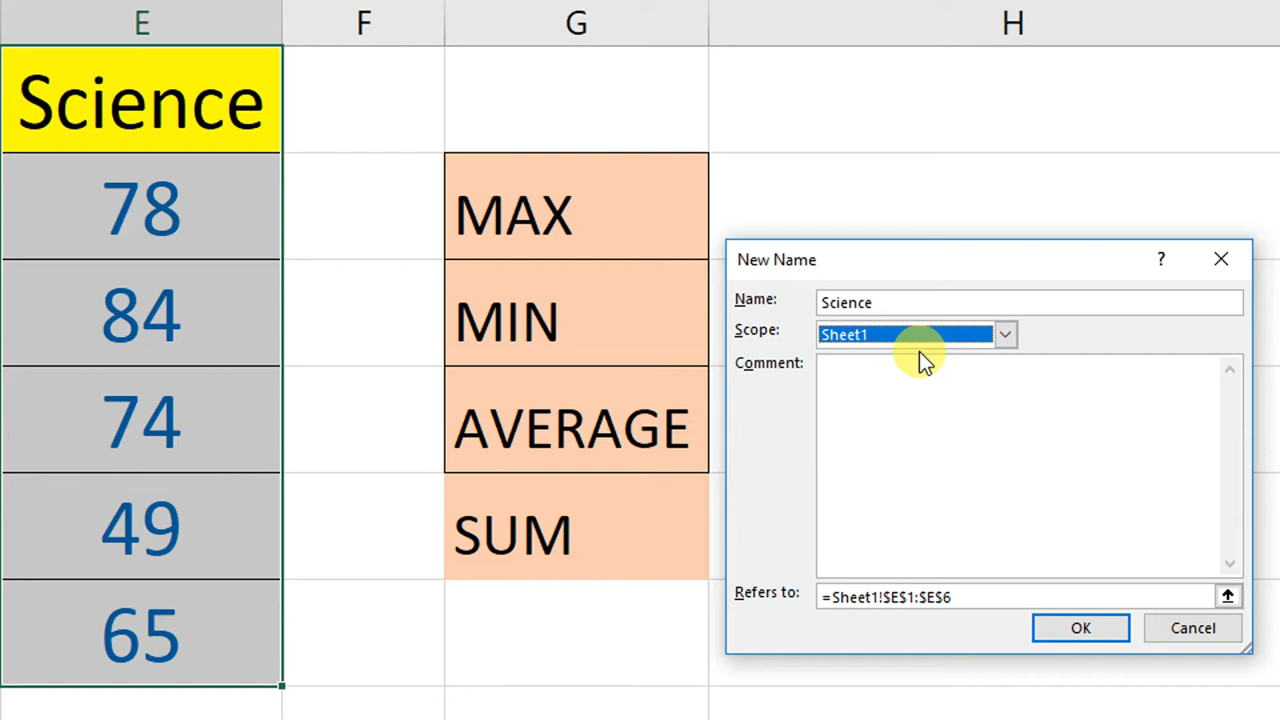 E F G H
Science
78
84
74
49
65
MAX
MIN
AVERAGE
SUM
New Name ?
Name: Science
Scope: Sheet1
Comment:
Refers to: =Sheet1!$E$1:$E$6
OK Cancel